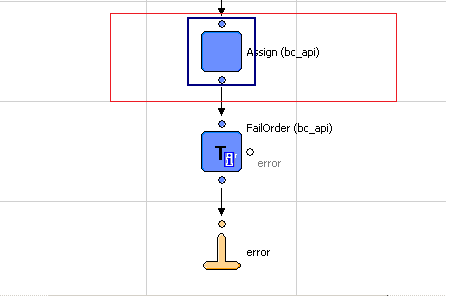 Assign (bc_api)
FailOrder (bc_api)
T
i
error
error